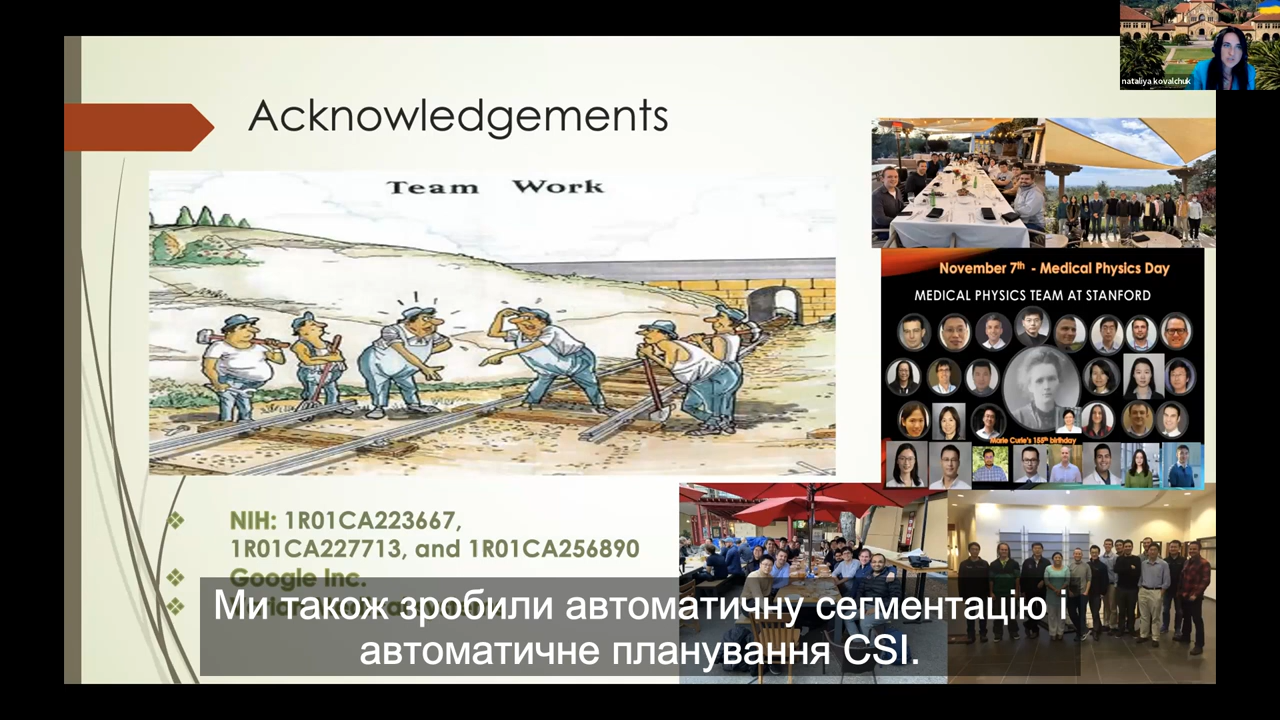 nataliya kovalchuk
Acknowledgements
Team Work
November 7th - Medical Physics Day
MEDICAL PHYSICS TEAM AT STANFORD
Marie Curie's 155th birthday
NIH: 1R01CA223667,
1R01CA227713, and 1R01CA256890
Google Inc.
Ми також зробили автоматичну сегментацію і
автоматичне планування CSI.